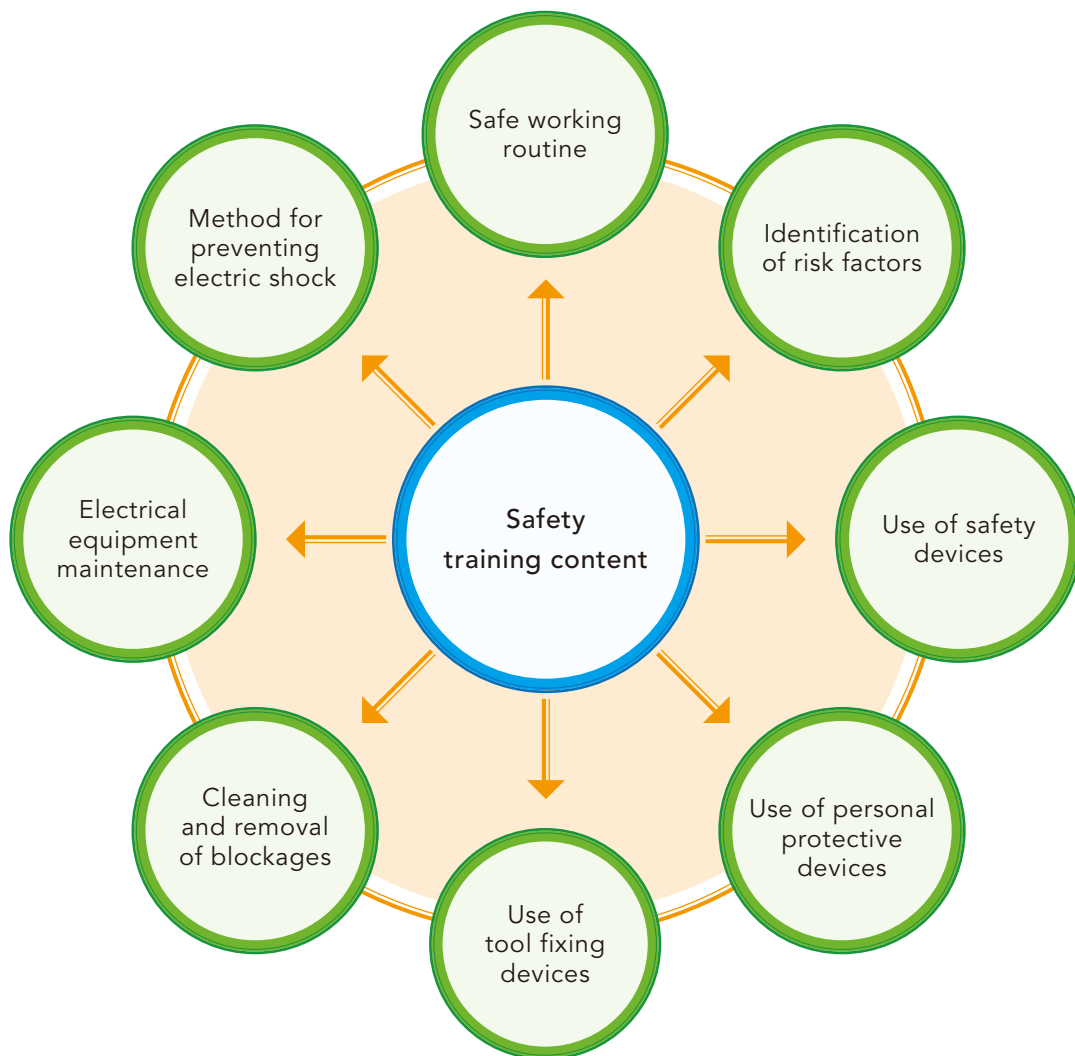 Safe working
routine
Identification
of risk factors
Use of safety
devices
Use of personal
protective
devices
Use of
tool fixing
devices
Cleaning
and removal
of blockages
Electrical
equipment
maintenance
Method for
preventing
electric shock
Safety
training content